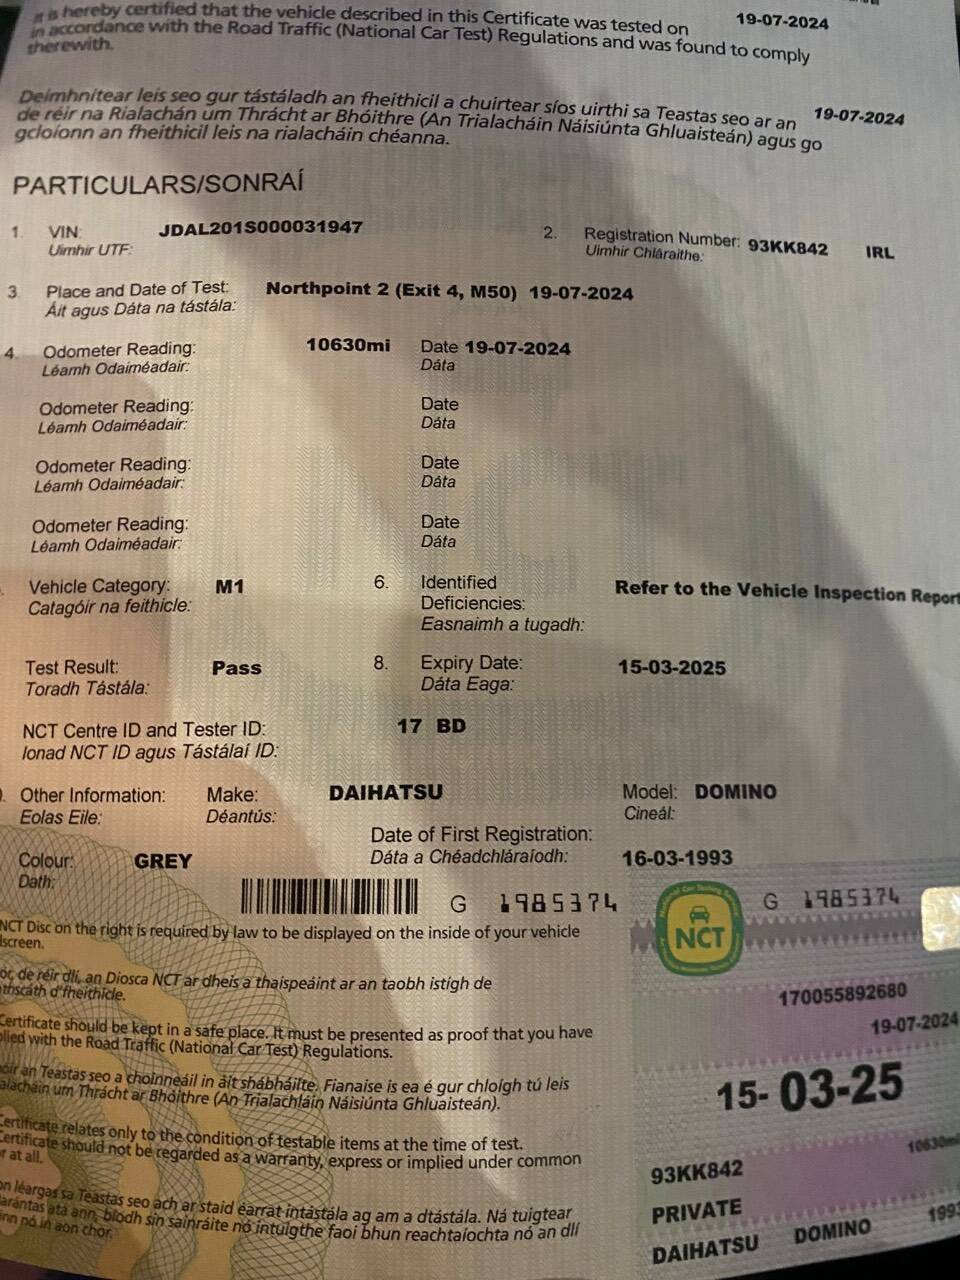 It is hereby certified that the vehicle described in this Certificate was tested on 19-07-2024
in accordance with the Road Traffic (National Car Test) Regulations and was found to comply
therewith.
Deimhnítear leis seo gur tástáladh an fheithicil a chuirtear síos uirthi sa Teastas seo ar an 19-07-2024
de réir na Rialachán um Thrácht ar Bhóithre (An Trialacháin Náisiúnta Ghluaisteán) agus go
gcloíonn an fheithicil leis na rialacháin chéanna.
PARTICULARS/SONRAÍ
1. VIN: JDAL201S000031947 2. Registration Number: 93KK842 IRL
Uimhir UTF: Uimhir Chláraithe:
3. Place and Date of Test: Northpoint 2 (Exit 4, M50) 19-07-2024
Áit agus Dáta na tástála:
4. Odometer Reading: 10630mi Date 19-07-2024
Léamh Odaiméadair: Dáta
Odometer Reading: Date
Léamh Odaiméadair: Dáta
Odometer Reading: Date
Léamh Odaiméadair: Dáta
Odometer Reading: Date
Léamh Odaiméadair: Dáta
Vehicle Category: M1 6. Identified Refer to the Vehicle Inspection Report
Catagóir na feithicle: Deficiencies:
Easnaimh a tugadh:
Test Result: Pass 8. Expiry Date: 15-03-2025
Toradh Tástála: Dáta Eaga:
NCT Centre ID and Tester ID: 17 BD
Ionad NCT ID agus Tástálaí ID:
Other Information: Make: DAIHATSU Model: DOMINO
Eolas Eile: Déantús: Cineál:
Date of First Registration:
Colour: GREY Dáta a Chéadchláraíodh: 16-03-1993
Dath:
G 1985374 G 1985374
NCT
NCT Disc on the right is required by law to be displayed on the inside of your vehicle
de réir dlí, an Diosca NCT ar dheis a thaispeáint ar an taobh istigh de
d'fheithicle.
170055892680
19-07-2024
Certificate should be kept in a safe place. It must be presented as proof that you have
with the Road Traffic (National Car Test) Regulations.
an Teastas seo a choinneáil in áit shábháilte. Fianaise is ea é gur chloígh tú leis
um Thrácht ar Bhóithre (An Trialachláin Náisiúnta Ghluaisteán).
15-03-25
Certificate relates only to the condition of testable items at the time of test.
Certificate should not be regarded as a warranty, express or implied under common
at all.
léargas sa Teastas seo ach ar staid earraí intástála ag am a dtástála. Ná tuigtear
atá ann, bíodh sin sainráite nó intuigthe faoi bhun reachtaíochta nó an dlí
nó in aon chor.
10630mi
93KK842
PRIVATE
DAIHATSU DOMINO 1993